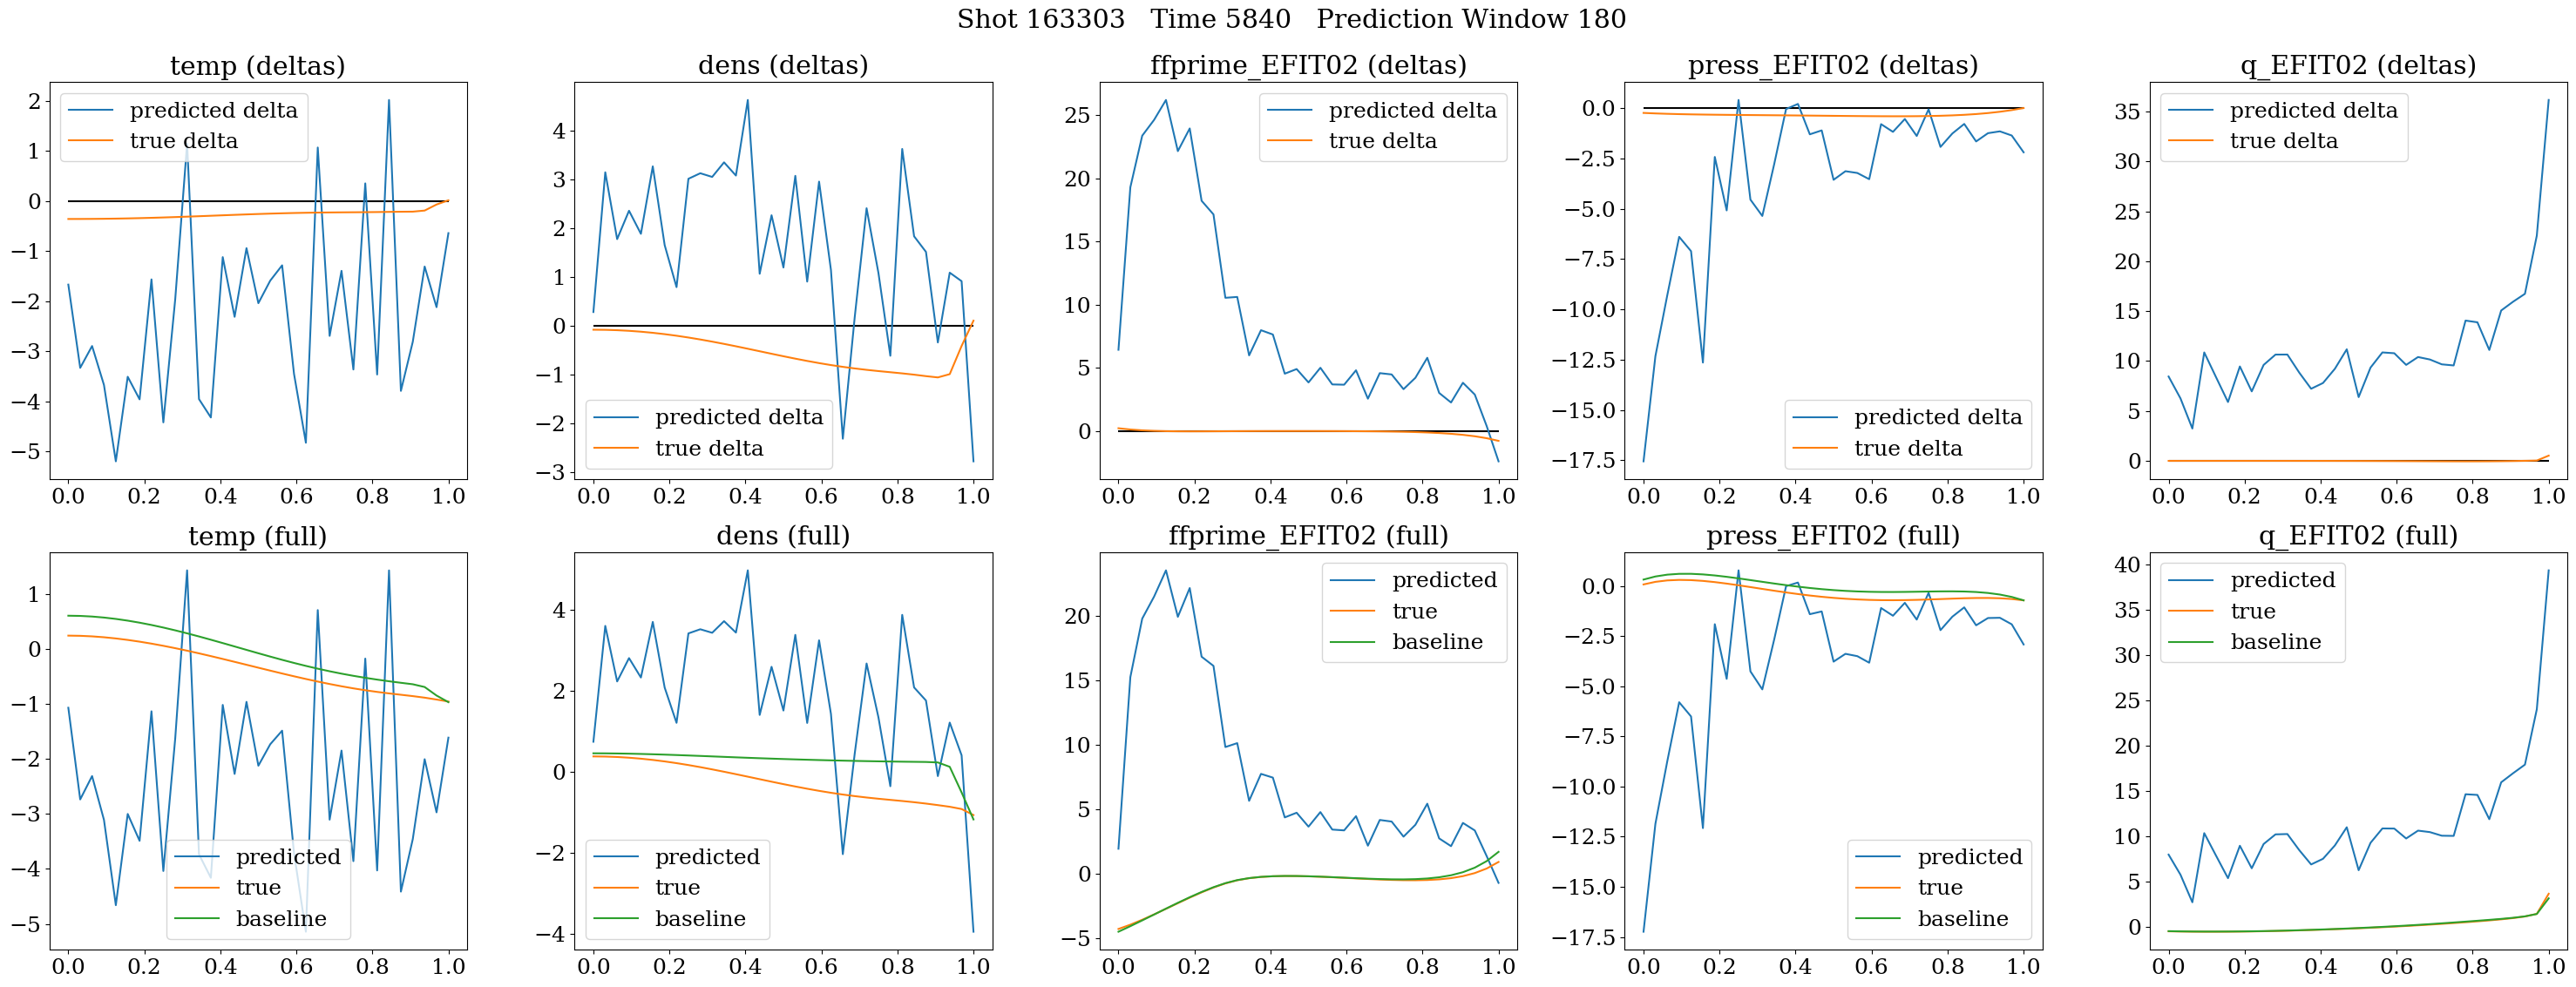 Shot 163303   Time 5840   Prediction Window 180
temp (deltas)
2
1
0
−1
−2
−3
−4
−5
0.0 0.2 0.4 0.6 0.8 1.0
predicted delta
true delta
dens (deltas)
4
3
2
1
0
−1
−2
−3
0.0 0.2 0.4 0.6 0.8 1.0
predicted delta
true delta
ffprime_EFIT02 (deltas)
25
20
15
10
5
0
0.0 0.2 0.4 0.6 0.8 1.0
predicted delta
true delta
press_EFIT02 (deltas)
0.0
−2.5
−5.0
−7.5
−10.0
−12.5
−15.0
−17.5
0.0 0.2 0.4 0.6 0.8 1.0
predicted delta
true delta
q_EFIT02 (deltas)
35
30
25
20
15
10
5
0
0.0 0.2 0.4 0.6 0.8 1.0
predicted delta
true delta
temp (full)
1
0
−1
−2
−3
−4
−5
0.0 0.2 0.4 0.6 0.8 1.0
predicted
true
baseline
dens (full)
4
2
0
−2
−4
0.0 0.2 0.4 0.6 0.8 1.0
predicted
true
baseline
ffprime_EFIT02 (full)
20
15
10
5
0
−5
0.0 0.2 0.4 0.6 0.8 1.0
predicted
true
baseline
press_EFIT02 (full)
0.0
−2.5
−5.0
−7.5
−10.0
−12.5
−15.0
−17.5
0.0 0.2 0.4 0.6 0.8 1.0
predicted
true
baseline
q_EFIT02 (full)
40
35
30
25
20
15
10
5
0
0.0 0.2 0.4 0.6 0.8 1.0
predicted
true
baseline